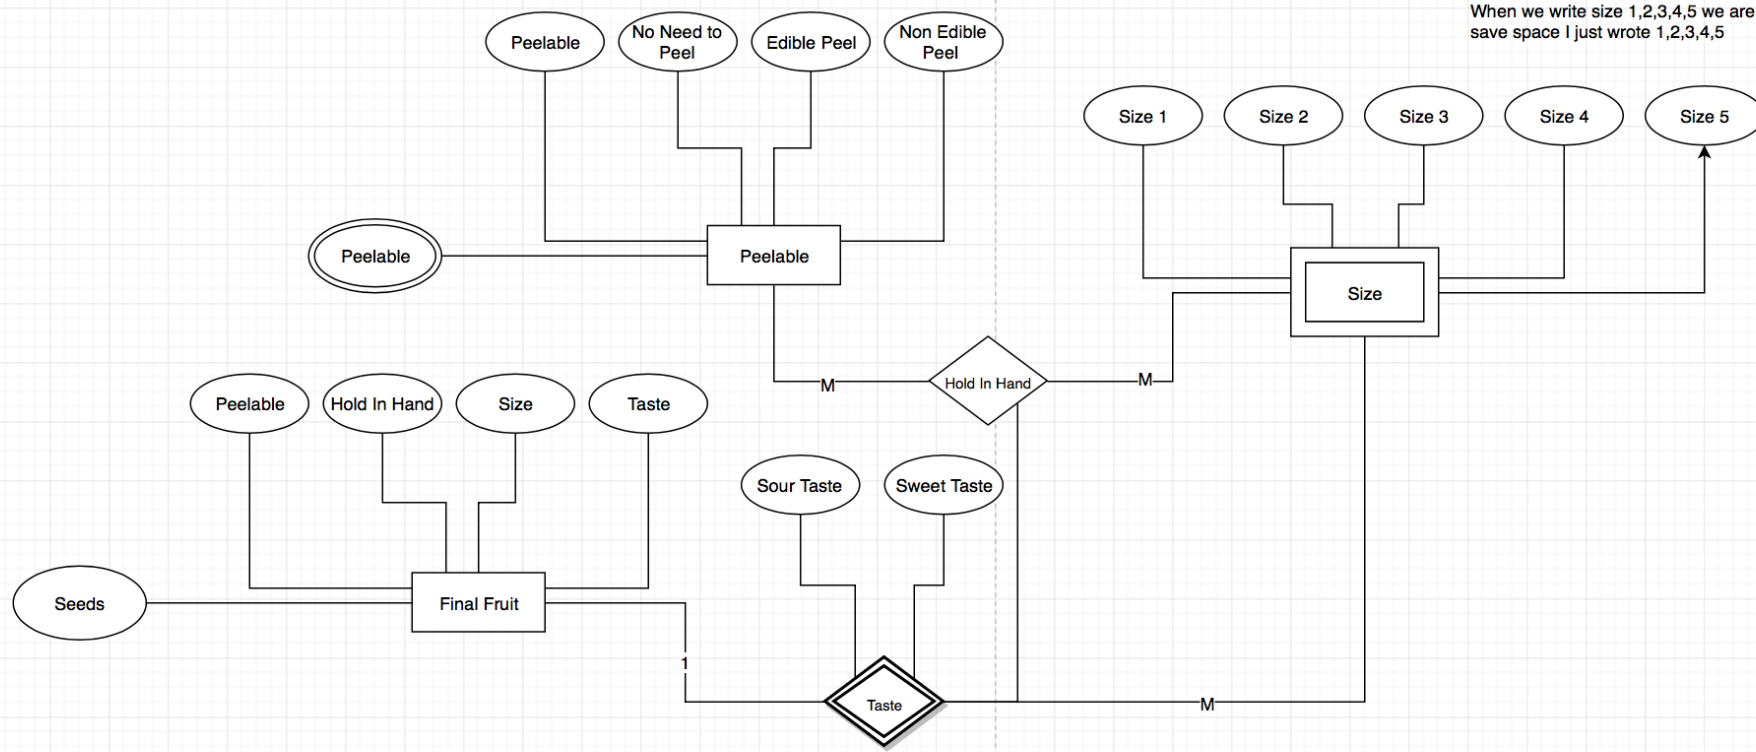 When we write size 1,2,3,4,5 we are
save space I just wrote 1,2,3,4,5
Peelable
No Need to
Peel
Edible Peel
Non Edible
Peel
Size 1
Size 2
Size 3
Size 4
Size 5
Peelable
Peelable
Size
M
Hold In Hand
M
Peelable
Hold In Hand
Size
Taste
Sour Taste
Sweet Taste
Seeds
Final Fruit
1
Taste
M